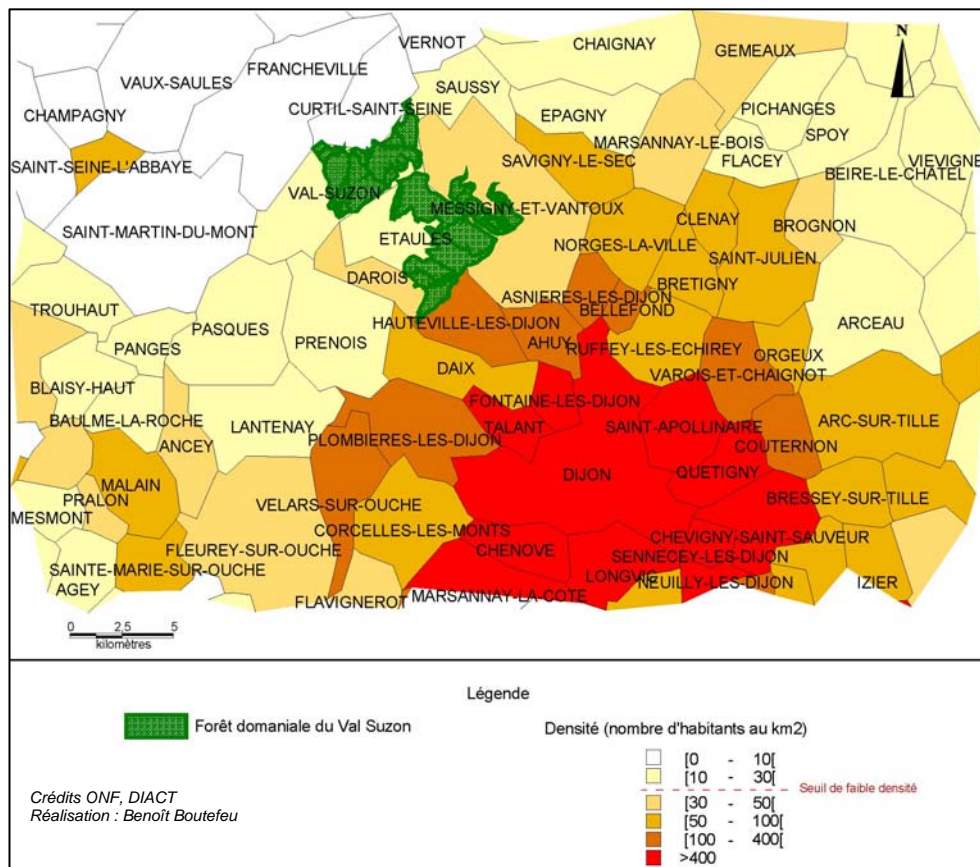 VERNOT
CHAIGNAY
GEMEAUX
N
FRANCHEVILLE
VAUX-SAULES
SAUSSY
CHAMPAGNY
CURTIL-SAINT-SEINE
PICHANGES
EPAGNY
SPOY
MARSANNAY-LE-BOIS
SAINT-SEINE-L'ABBAYE
SAVIGNY-LE-SEC
FLACEY
VIEVIGNE
BEIRE-LE-CHATEL
VAL-SUZON
MESSIGNY-ET-VANTOUX
CLENAY
BROGNON
SAINT-MARTIN-DU-MONT
ETAULES
NORGES-LA-VILLE
SAINT-JULIEN
DAROIS
BRETIGNY
ASNIERES-LES-DIJON
TROUHAUT
BELLEFOND
PASQUES
HAUTEVILLE-LES-DIJON
ARCEAU
PANGES
PRENOIS
AHUY
RUFFEY-LES-ECHIREY
ORGEUX
DAIX
VAROIS-ET-CHAIGNOT
BLAISY-HAUT
FONTAINE-LES-DIJON
BAULME-LA-ROCHE
LANTENAY
TALANT
SAINT-APOLLINAIRE
ARC-SUR-TILLE
ANCEY
PLOMBIERES-LES-DIJON
COUTERNON
DIJON
QUETIGNY
MALAIN
PRALON
BRESSEY-SUR-TILLE
MESMONT
VELARS-SUR-OUCHE
CORCELLES-LES-MONTS
CHEVIGNY-SAINT-SAUVEUR
FLEUREY-SUR-OUCHE
CHENOVE
SENNECEY-LES-DIJON
SAINTE-MARIE-SUR-OUCHE
LONGVIC
NEUILLY-LES-DIJON
IZIER
AGEY
FLAVIGNEROT
MARSANNAY-LA-COTE
0 2,5 5
kilomètres
Légende
Forêt domaniale du Val Suzon
Densité (nombre d'habitants au km2)
[0 - 10[
[10 - 30[
Seuil de faible densité
[30 - 50[
[50 - 100[
[100 - 400[
>400
Crédits ONF, DIACT
Réalisation : Benoît Boutefeu